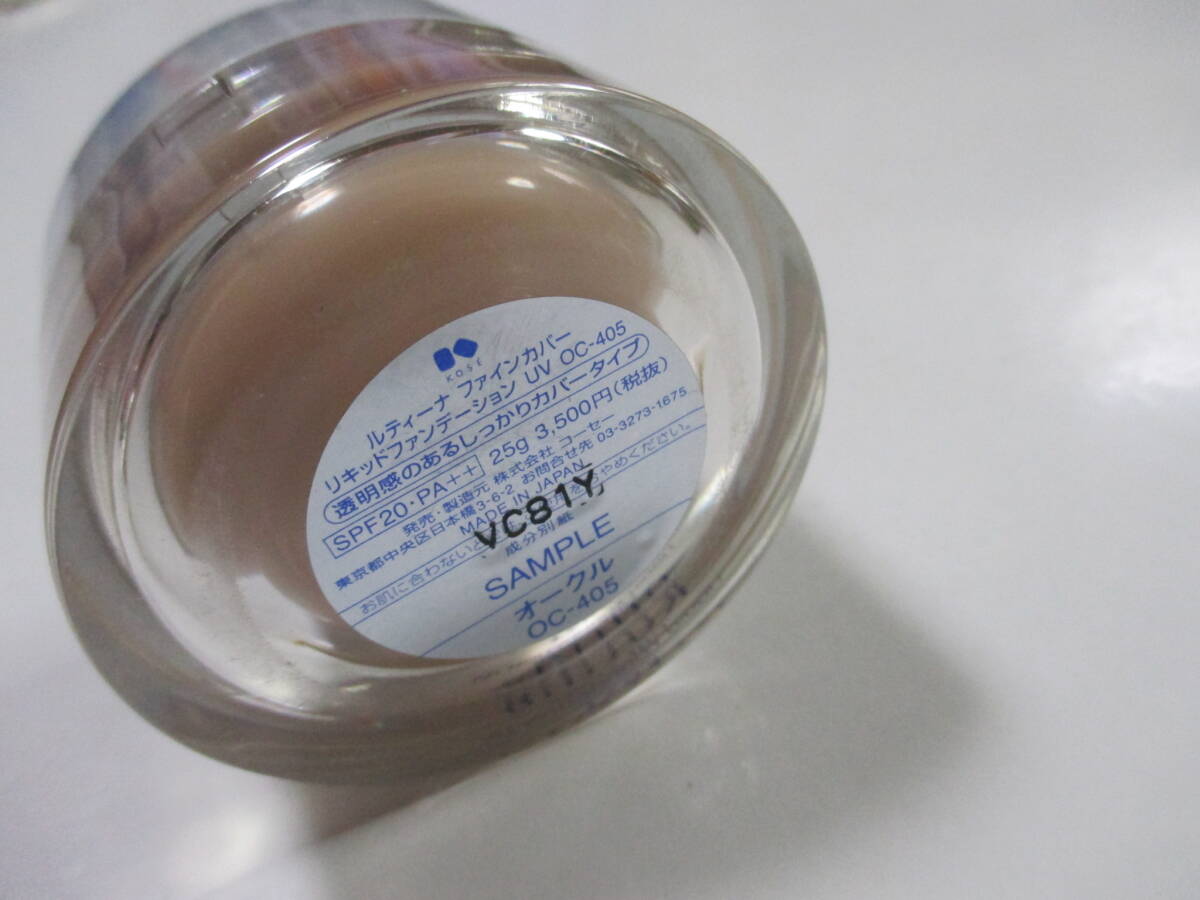 KOSÉ
ルティーナ ファインカバー
リキッドファンデーション UV OC-405
透明感のあるしっかりカバータイプ
SPF20・PA++ 25g 3,500円(税抜)
発売・製造元 株式会社 コーセー
東京都中央区日本橋3-6-2 お問合せ先 03-3273-1675
MADE IN JAPAN
お肌に合わないと
やめください。
VC81Y
成分別
SAMPLE
オークル
OC-405